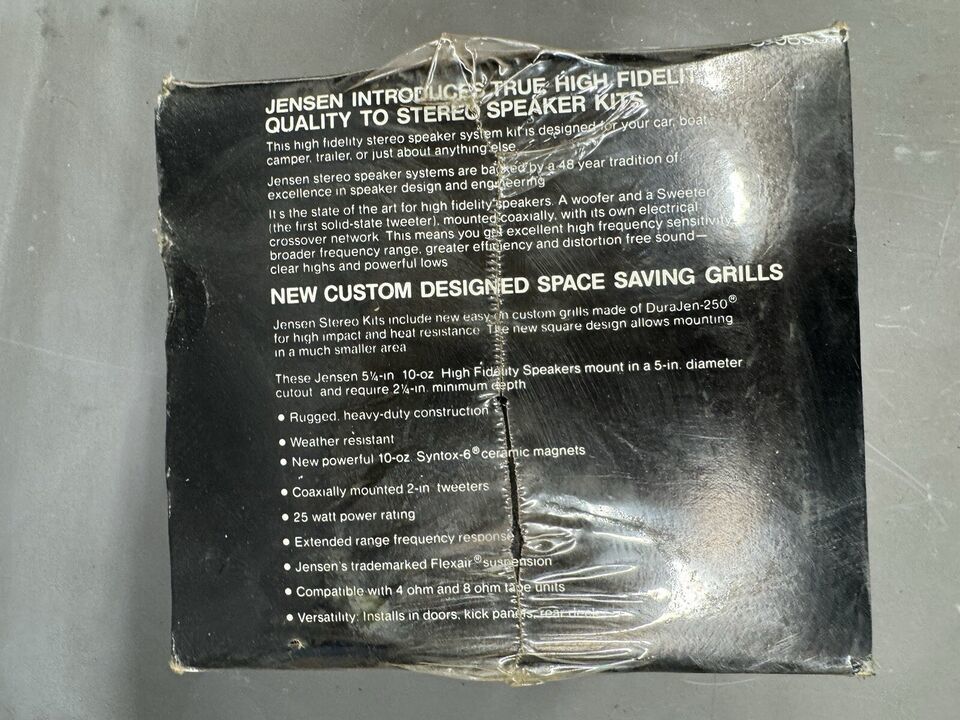 JENSEN INTRODUCES TRUE HIGH FIDELIT
QUALITY TO STEREO SPEAKER KITS
This high fidelity stereo speaker system kit is designed for your car, boat
camper, trailer, or just about anything else
Jensen stereo speaker systems are backed by a 48 year tradition of
excellence in speaker design and engineering
It s the state of the art for high fidelity speakers. A woofer and a Sweeter
(the first solid-state tweeter), mounted coaxially, with its own electrical
crossover network This means you get excellent high frequency sensitivity
broader frequency range, greater efficiency and distortion free sound—
clear highs and powerful lows
NEW CUSTOM DESIGNED SPACE SAVING GRILLS
Jensen Stereo Kits include new easy on custom grills made of DuraJen-250®
for high impact and heat resistance The new square design allows mounting
in a much smaller area
These Jensen 5¼-in 10-oz High Fidelity Speakers mount in a 5-in. diameter
cutout and require 2¼-in. minimum depth
• Rugged, heavy-duty construction
• Weather resistant
• New powerful 10-oz Syntox-6® ceramic magnets
• Coaxially mounted 2-in tweeters
• 25 watt power rating
• Extended range frequency response
• Jensen's trademarked Flexair® suspension
• Compatible with 4 ohm and 8 ohm tape units
• Versatility: Installs in doors, kick panels, rear